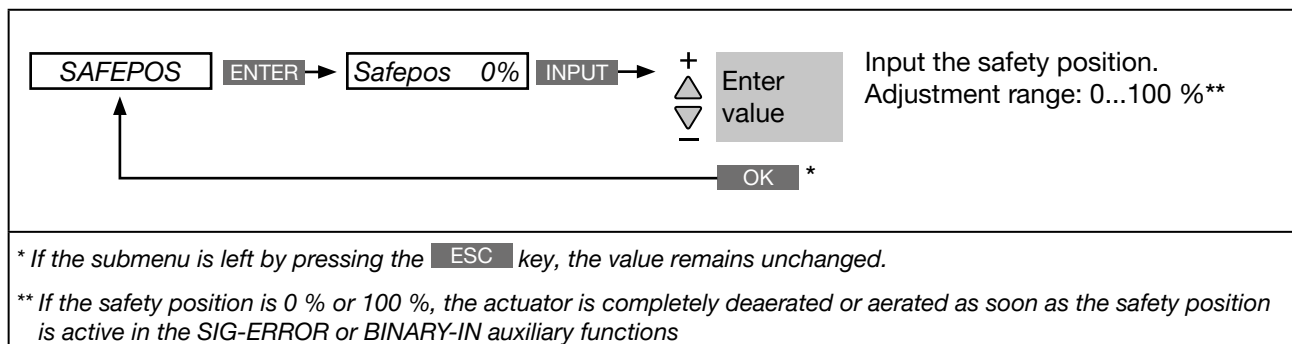 SAFEPOS ENTER Safepos 0% INPUT + Enter value −
Input the safety position.
Adjustment range: 0...100 %**
OK *
* If the submenu is left by pressing the ESC key, the value remains unchanged.
** If the safety position is 0 % or 100 %, the actuator is completely deaerated or aerated as soon as the safety position
is active in the SIG-ERROR or BINARY-IN auxiliary functions